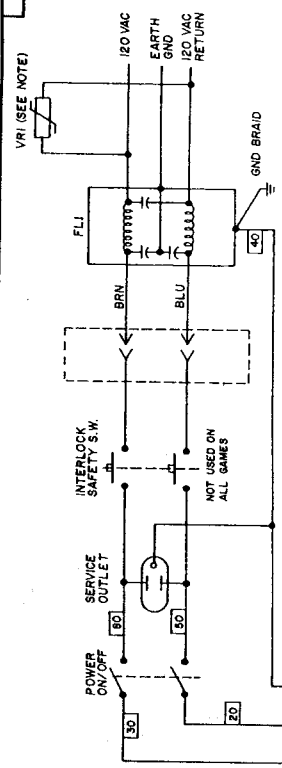 120 VAC
EARTH
GND
120 VAC
RETURN
VR1 (SEE NOTE)
FL1
GND BRAID
40
BRN
BLU
INTERLOCK
SAFETY S.W.
NOT USED ON
ALL GAMES
SERVICE
OUTLET
60
50
POWER
ON/OFF
30
20